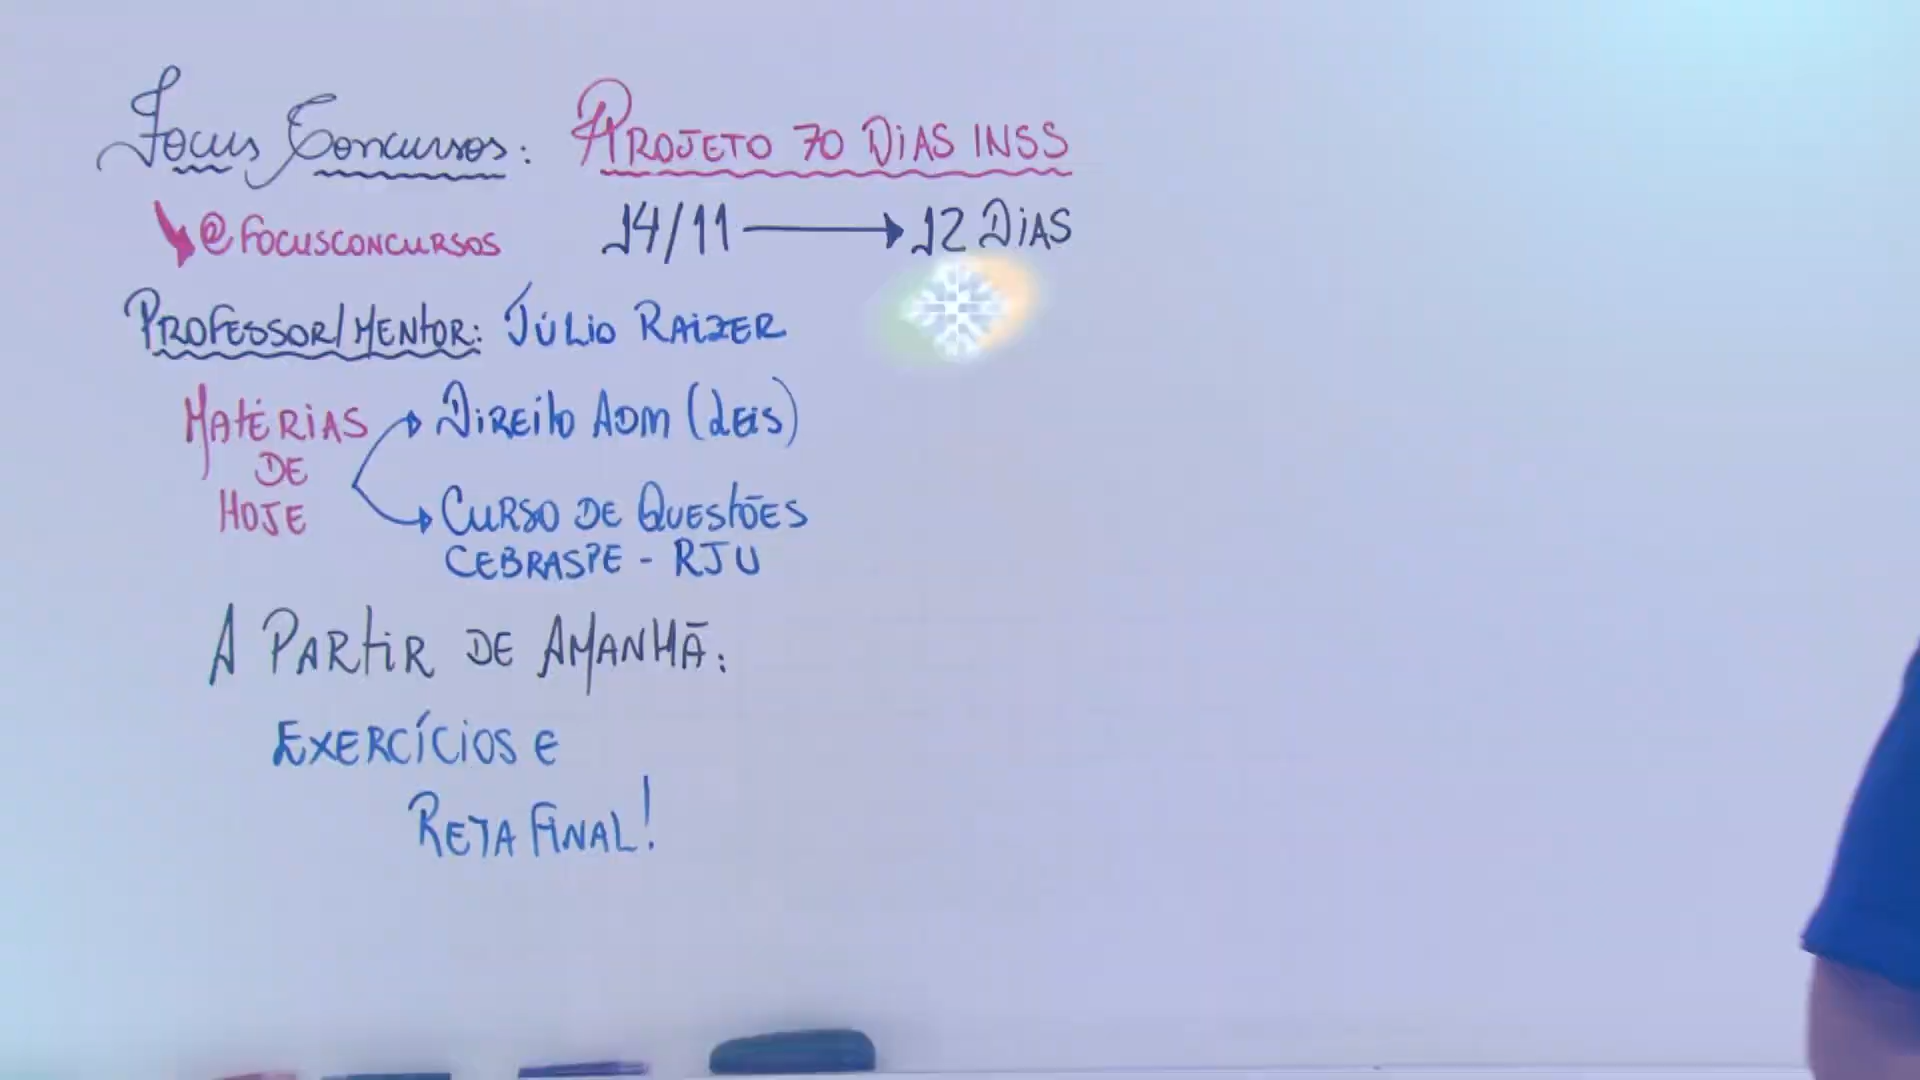 Focus Concursos: PROJETO 70 DIAS INSS
@FOCUSCONCURSOS 14/11 → 12 DIAS
PROFESSOR/MENTOR: JÚLIO RAIZER
MATÉRIAS DE HOJE
DIREITO ADM (LEIS)
CURSO DE QUESTÕES
CEBRASPE - RJU
A PARTIR DE AMANHÃ:
EXERCÍCIOS E
RETA FINAL!